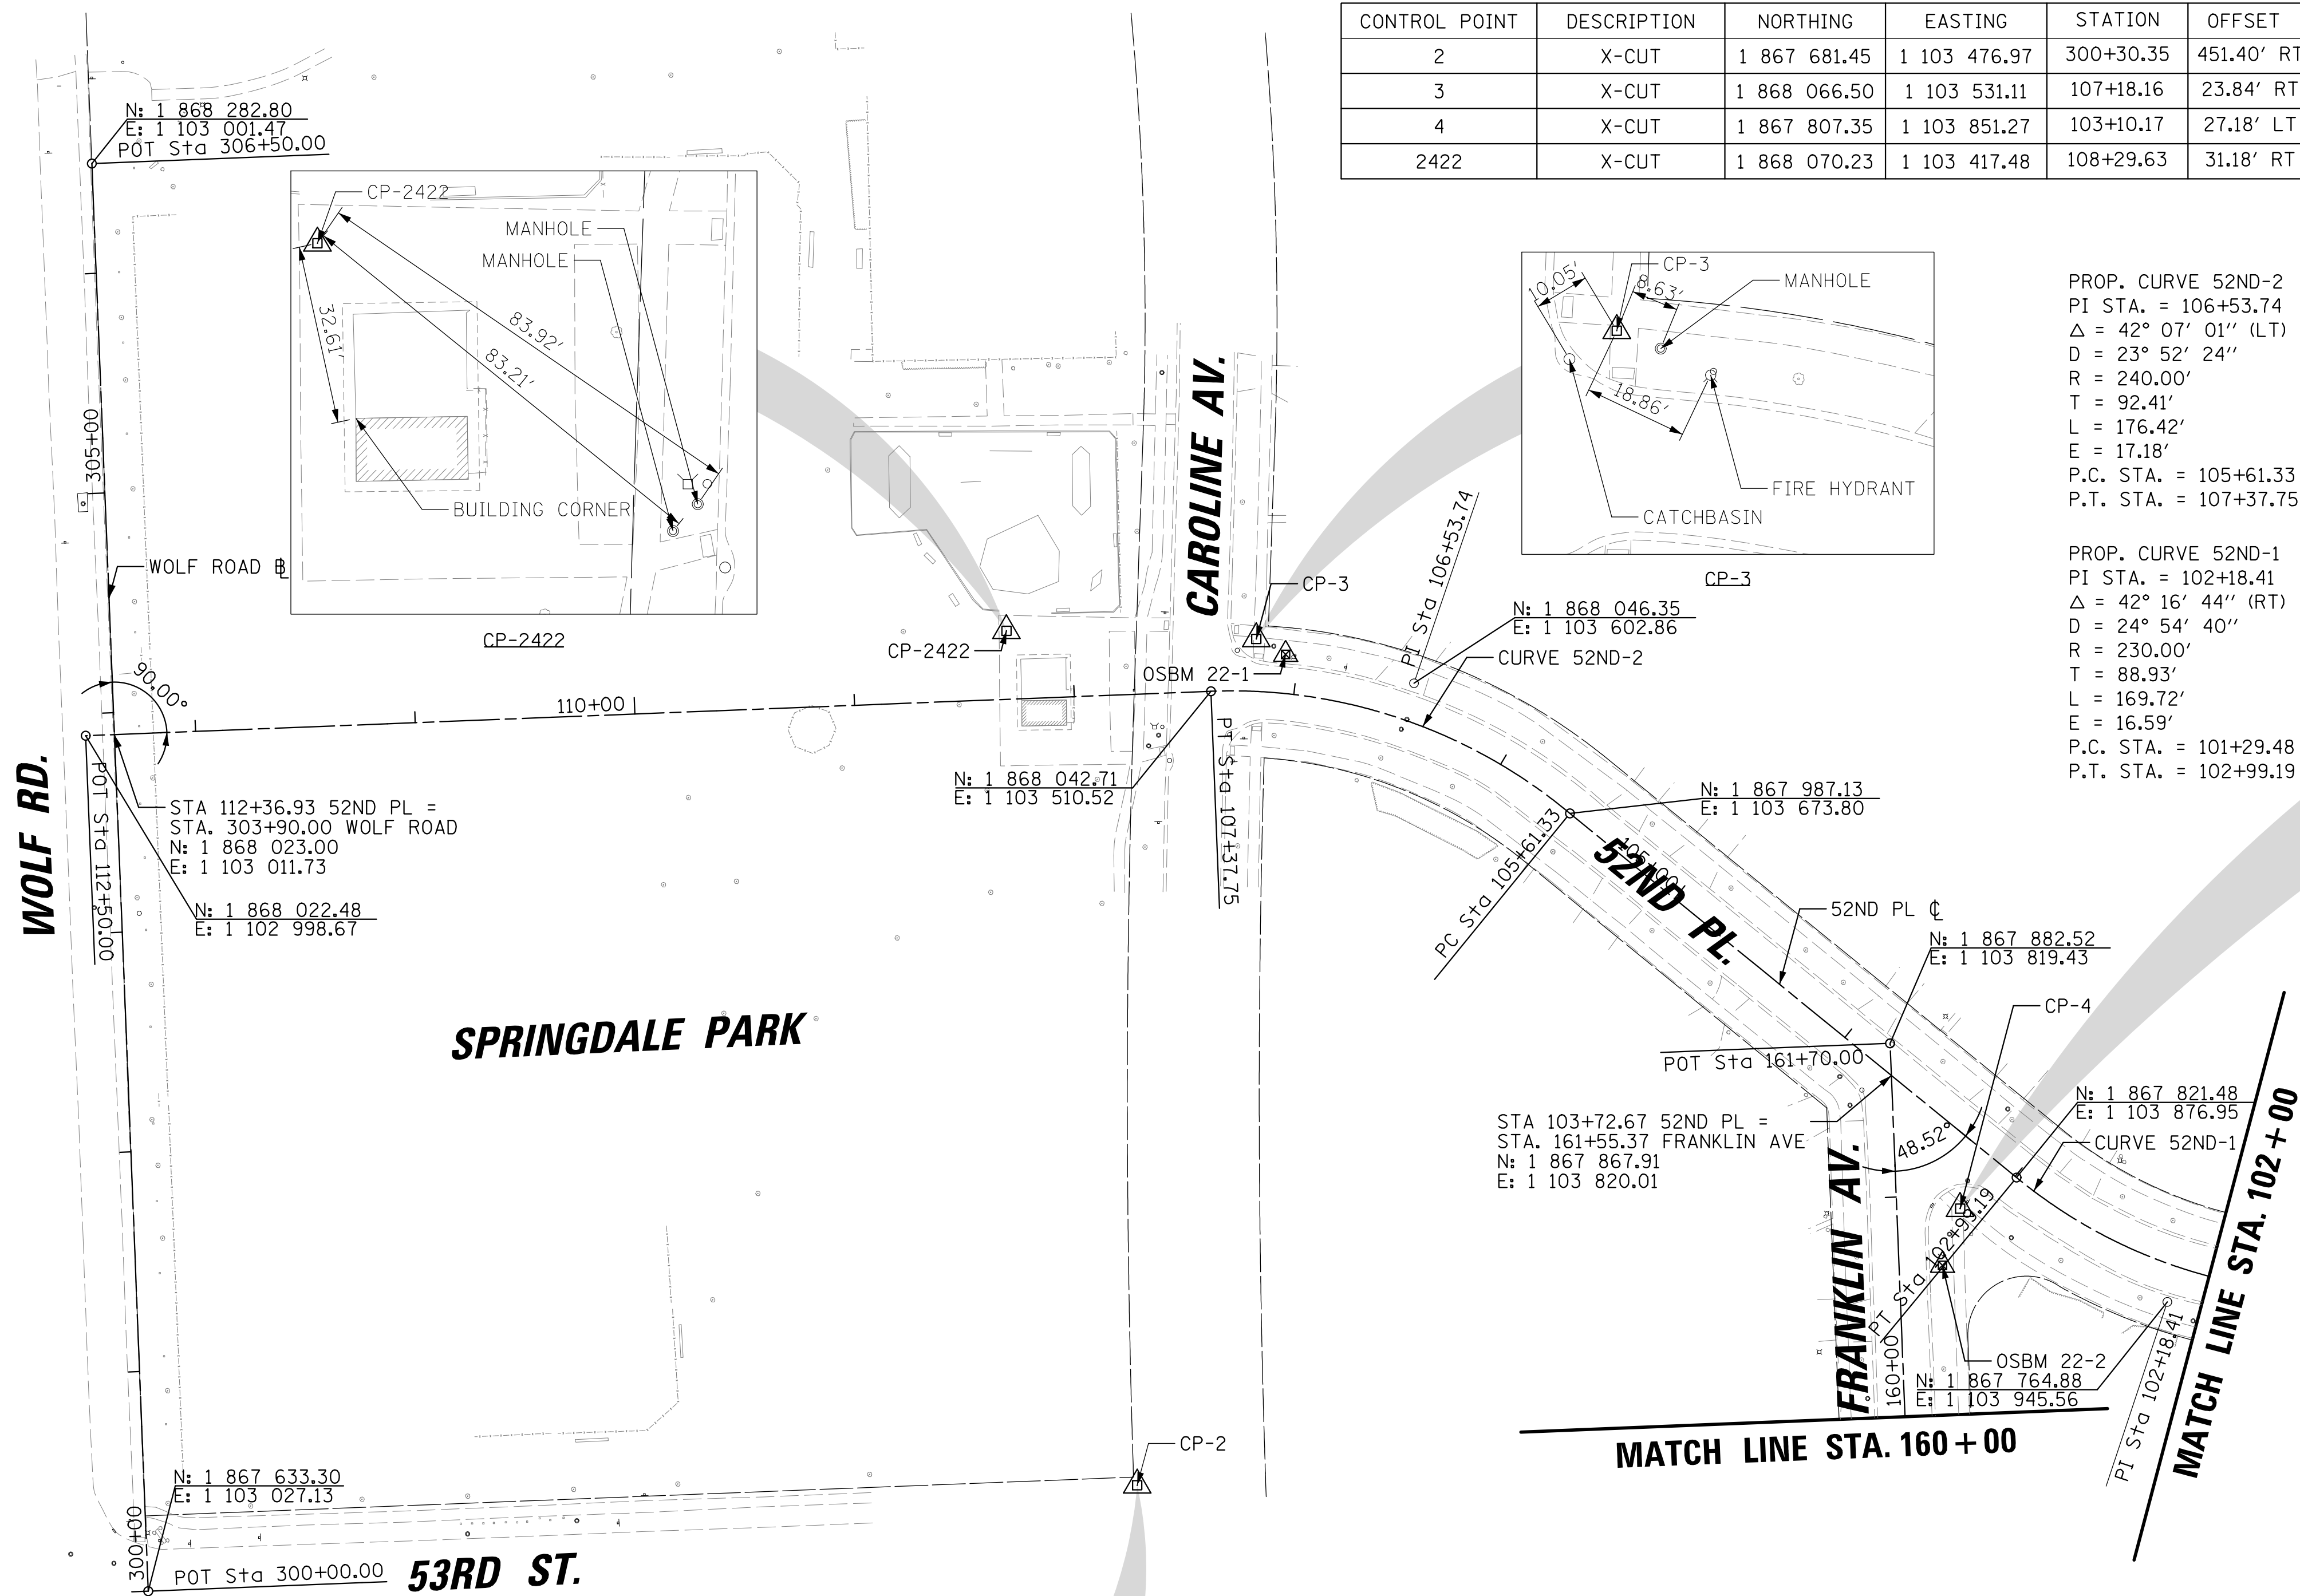 CONTROL POINT DESCRIPTION NORTHING EASTING STATION OFFSET
2 X-CUT 1 867 681.45 1 103 476.97 300+30.35 451.40' RT
3 X-CUT 1 868 066.50 1 103 531.11 107+18.16 23.84' RT
4 X-CUT 1 867 807.35 1 103 851.27 103+10.17 27.18' LT
2422 X-CUT 1 868 070.23 1 103 417.48 108+29.63 31.18' RT
N: 1 868 282.80
E: 1 103 001.47
POT Sta 306+50.00
CP-2422
MANHOLE
MANHOLE
32.61'
83.92'
83.21'
BUILDING CORNER
CP-2422
305+00
WOLF ROAD BL
90.00°
WOLF RD.
POT Sta 112+50.00
STA 112+36.93 52ND PL =
STA. 303+90.00 WOLF ROAD
N: 1 868 023.00
E: 1 103 011.73
N: 1 868 022.48
E: 1 102 998.67
110+00
CAROLINE AV.
CP-2422
CP-3
OSBM 22-1
10.05'
CP-3
8.63'
MANHOLE
18.86'
FIRE HYDRANT
CATCHBASIN
CP-3
PROP. CURVE 52ND-2
PI STA. = 106+53.74
△ = 42° 07' 01'' (LT)
D = 23° 52' 24''
R = 240.00'
T = 92.41'
L = 176.42'
E = 17.18'
P.C. STA. = 105+61.33
P.T. STA. = 107+37.75
PROP. CURVE 52ND-1
PI STA. = 102+18.41
△ = 42° 16' 44'' (RT)
D = 24° 54' 40''
R = 230.00'
T = 88.93'
L = 169.72'
E = 16.59'
P.C. STA. = 101+29.48
P.T. STA. = 102+99.19
PI Sta 106+53.74
N: 1 868 046.35
E: 1 103 602.86
CURVE 52ND-2
N: 1 868 042.71
E: 1 103 510.52
PT Sta 107+37.75
N: 1 867 987.13
E: 1 103 673.80
PC Sta 105+61.33
105+00
52ND PL.
52ND PL ℄
N: 1 867 882.52
E: 1 103 819.43
CP-4
POT Sta 161+70.00
STA 103+72.67 52ND PL =
STA. 161+55.37 FRANKLIN AVE
N: 1 867 867.91
E: 1 103 820.01
48.52°
N: 1 867 821.48
E: 1 103 876.95
CURVE 52ND-1
PT Sta 102+99.19
FRANKLIN AV.
160+00
OSBM 22-2
N: 1 867 764.88
E: 1 103 945.56
PI Sta 102+18.41
MATCH LINE STA. 102+00
MATCH LINE STA. 160+00
SPRINGDALE PARK
CP-2
N: 1 867 633.30
E: 1 103 027.13
300+00
POT Sta 300+00.00
53RD ST.